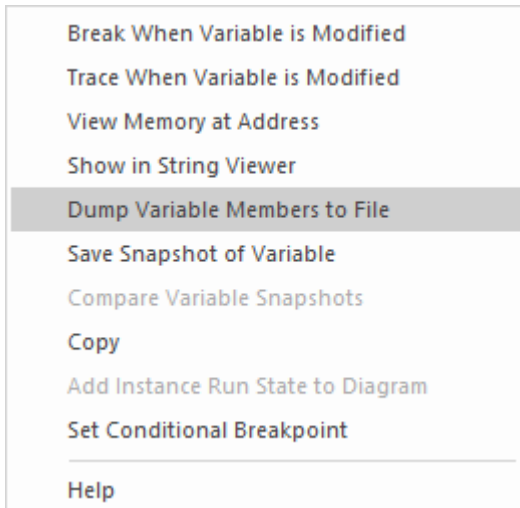 Break When Variable is Modified
Trace When Variable is Modified
View Memory at Address
Show in String Viewer
Dump Variable Members to File
Save Snapshot of Variable
Compare Variable Snapshots
Copy
Add Instance Run State to Diagram
Set Conditional Breakpoint
Help